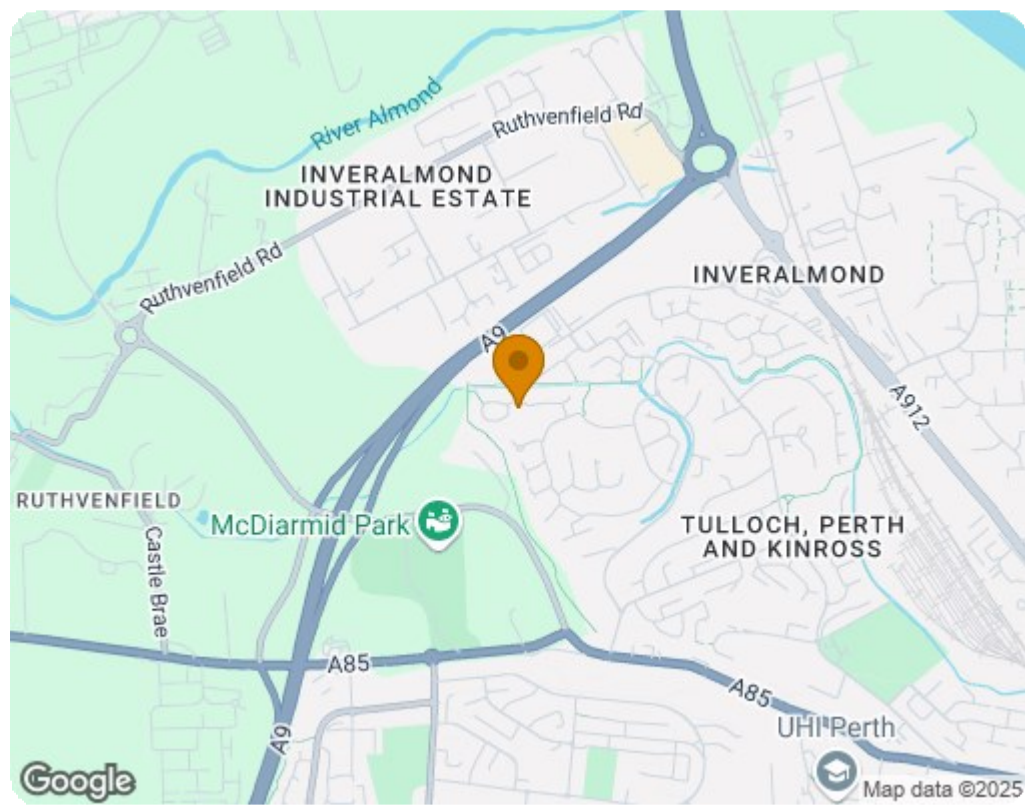 River Almond
Ruthvenfield Rd
INVERALMOND
INDUSTRIAL ESTATE
Ruthvenfield Rd
INVERALMOND
A9
A912
RUTHVENFIELD
McDiarmid Park
TULLOCH, PERTH
AND KINROSS
Castle Brae
A85
A85
A9
UHI Perth
Google
Map data ©2025